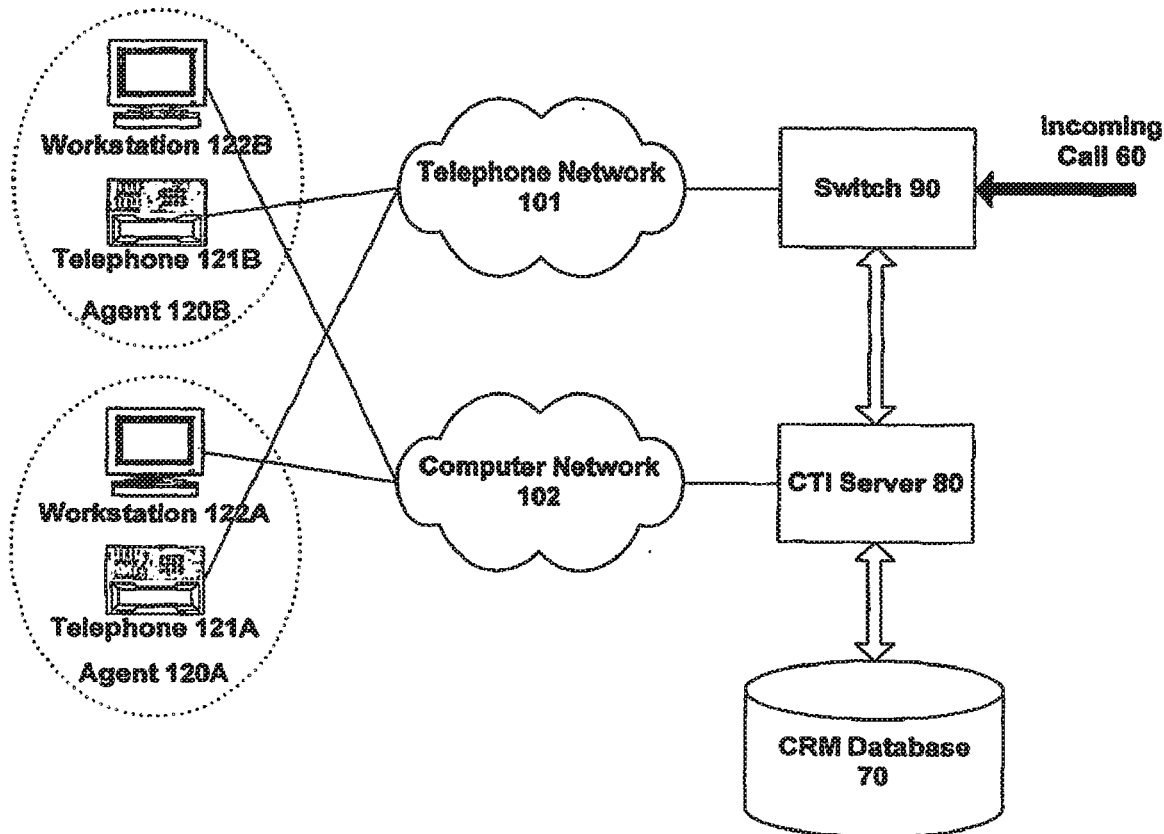 Workstation 122B
Telephone 121B
Agent 120B
Workstation 122A
Telephone 121A
Agent 120A
Telephone Network
101
Computer Network
102
Incoming
Call 60
Switch 90
CTI Server 80
CRM Database
70